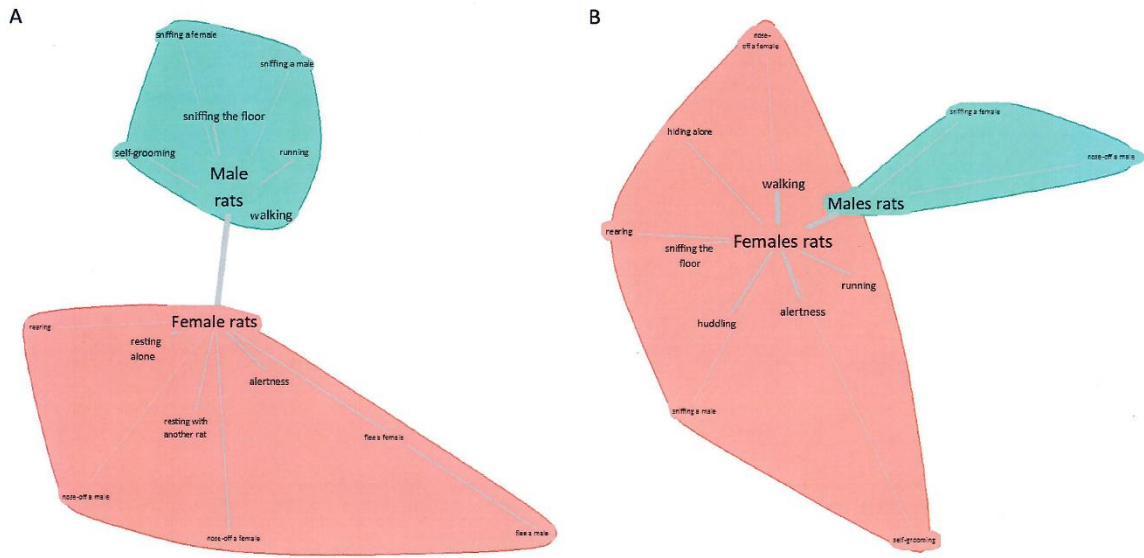 A
sniffing a female
sniffing a male
sniffing the floor
self-grooming
running
Male
rats
walking
Female rats
rearing
resting
alone
alertness
resting with
another rat
flee a female
nose-off a male
nose-off a female
flee a male
B
nose-
off a female
hiding alone
sniffing a female
nose-off a male
walking
Males rats
rearing
Females rats
sniffing the
floor
running
huddling
alertness
sniffing a male
self-grooming